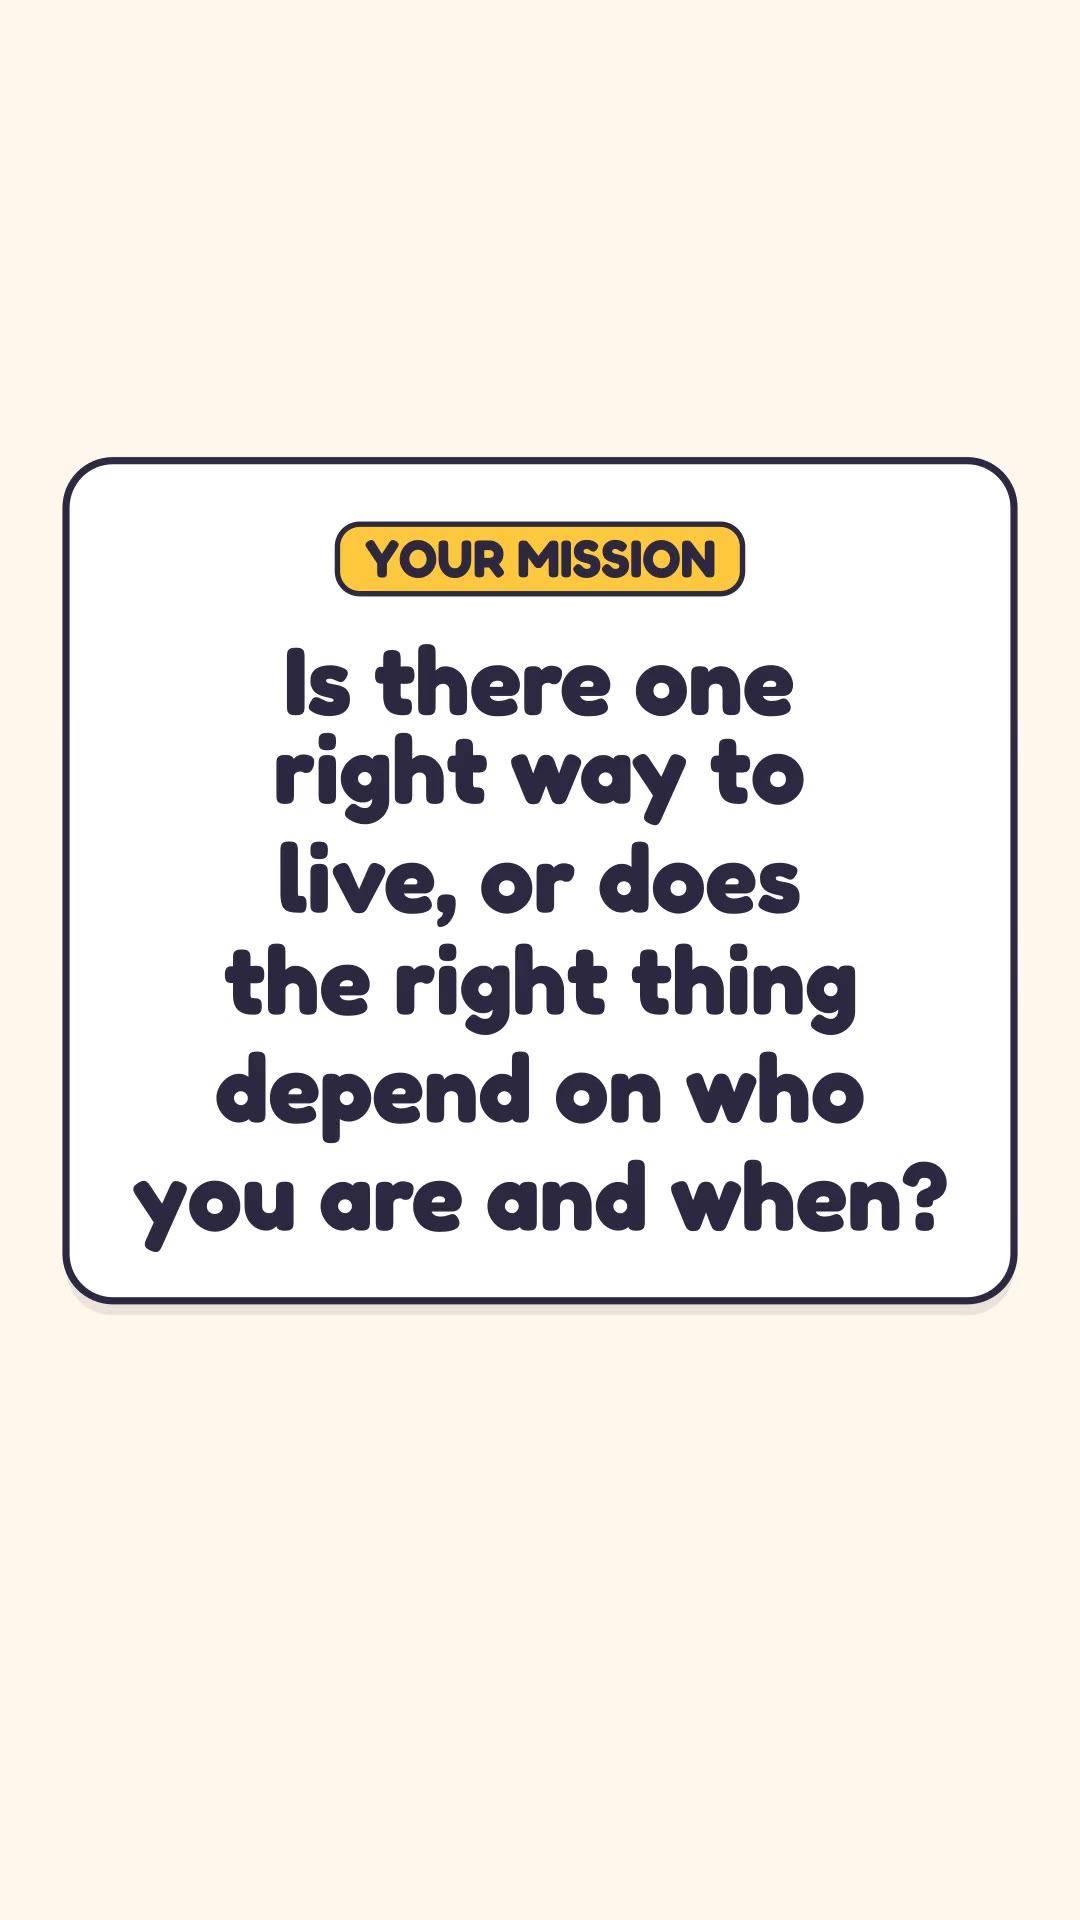 YOUR MISSION
Is there one
right way to
live, or does
the right thing
depend on who
you are and when?